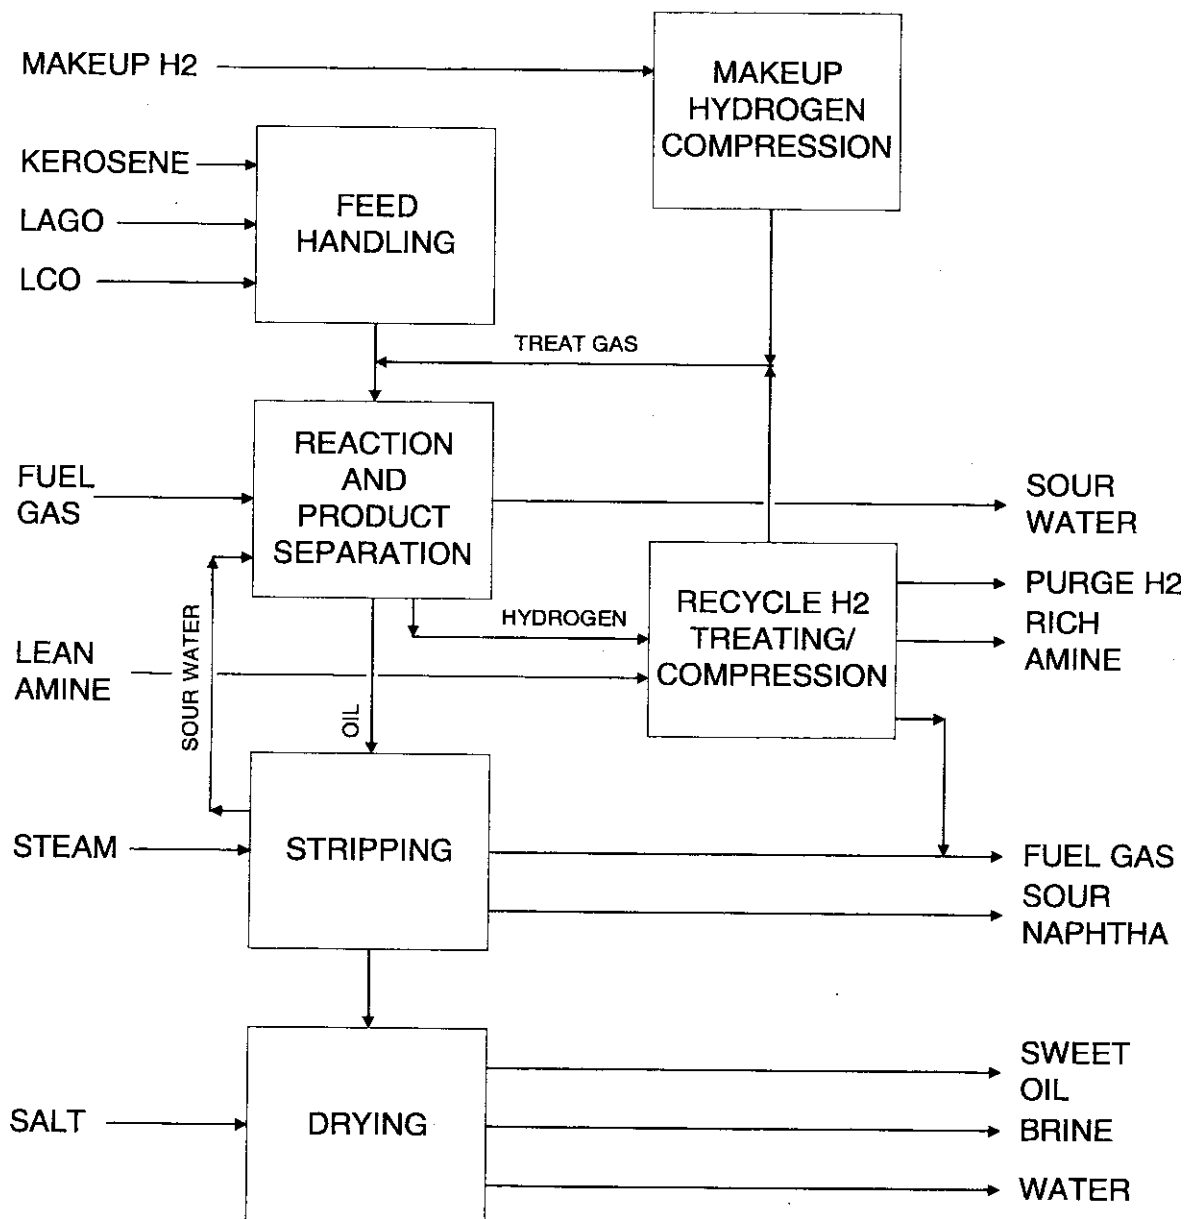 MAKEUP H2
MAKEUP
HYDROGEN
COMPRESSION
KEROSENE
LAGO
LCO
FEED
HANDLING
TREAT GAS
FUEL
GAS
REACTION
AND
PRODUCT
SEPARATION
SOUR
WATER
LEAN
AMINE
SOUR WATER
OIL
HYDROGEN
RECYCLE H2
TREATING/
COMPRESSION
PURGE H2
RICH
AMINE
STEAM
STRIPPING
FUEL GAS
SOUR
NAPHTHA
SALT
DRYING
SWEET
OIL
BRINE
WATER